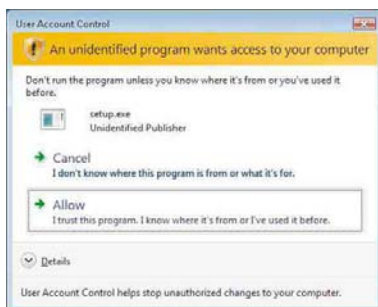 User Account Control
An unidentified program wants access to your computer
Don't run the program unless you know where it's from or you've used it
before.
setup.exe
Unidentified Publisher
Cancel
I don't know where this program is from or what it's for.
Allow
I trust this program. I know where it's from or I've used it before.
Details
User Account Control helps stop unauthorized changes to your computer.